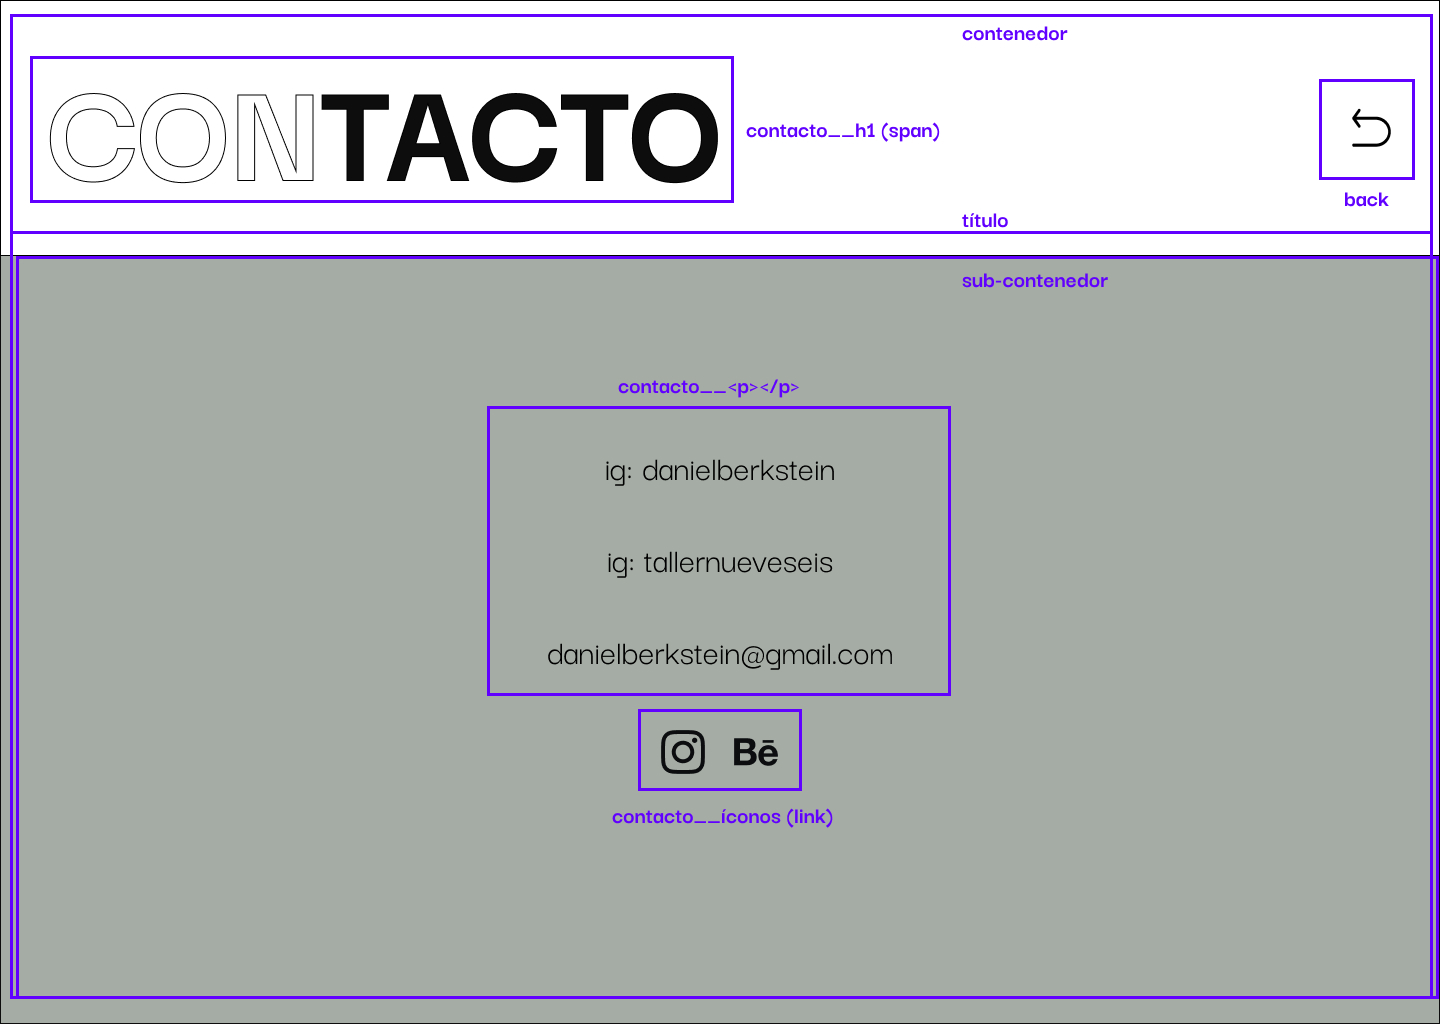 contenedor
CONTACTO
contacto__h1 (span)
back
título
sub-contenedor
contacto__<p></p>
ig: danielberkstein
ig: tallernueveseis
danielberkstein@gmail.com
Bē
contacto__íconos (link)